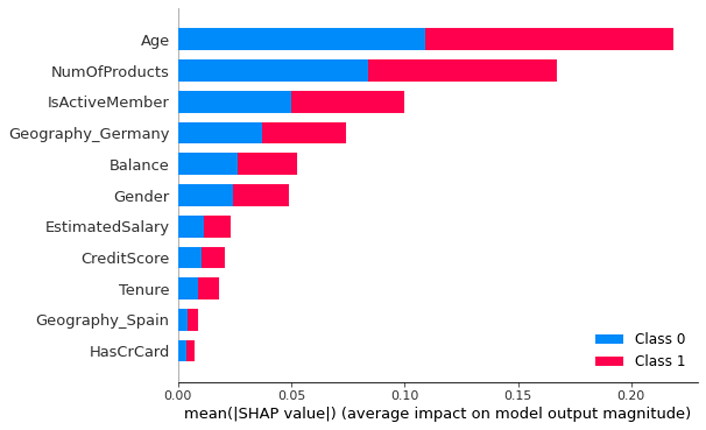 Age
NumOfProducts
IsActiveMember
Geography_Germany
Balance
Gender
EstimatedSalary
CreditScore
Tenure
Geography_Spain
HasCrCard
Class 0
Class 1
0.00 0.05 0.10 0.15 0.20
mean(|SHAP value|) (average impact on model output magnitude)